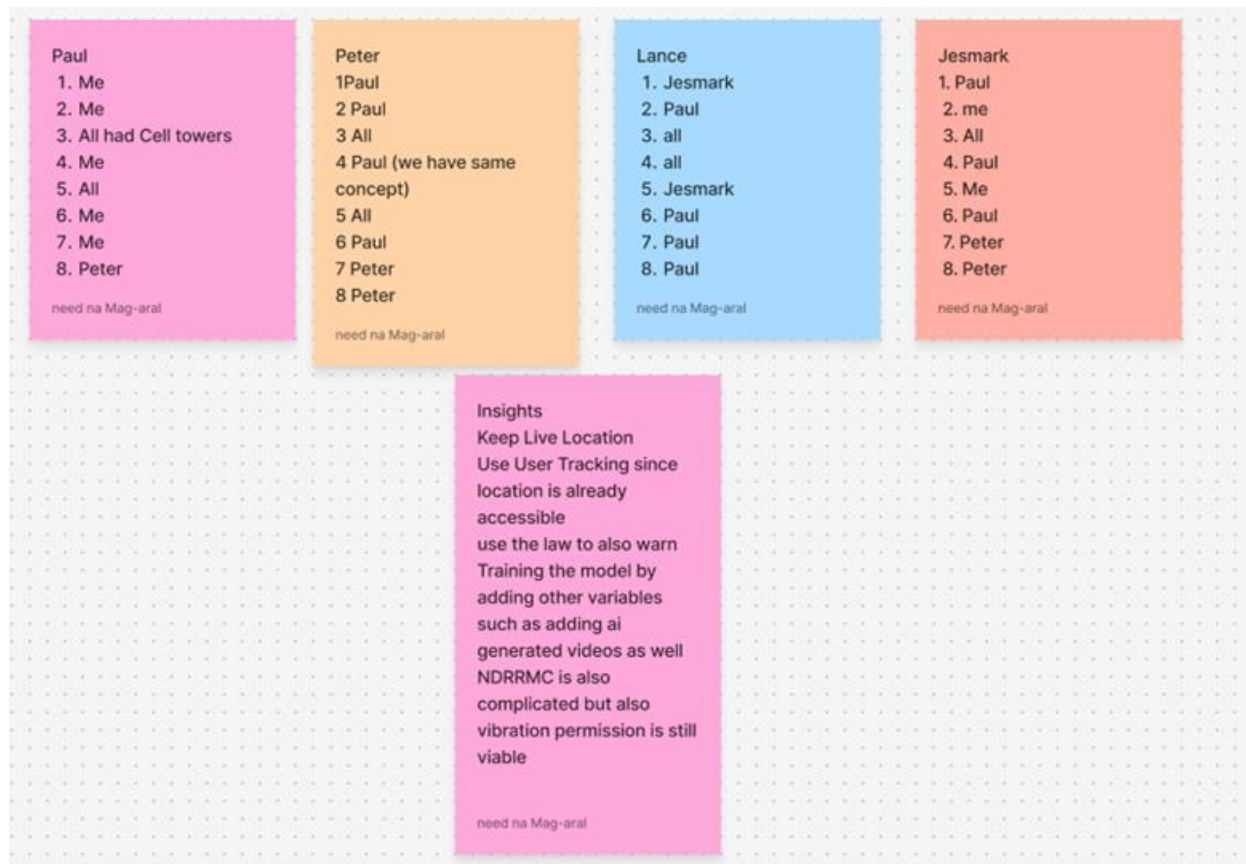 Paul
1. Me
2. Me
3. All had Cell towers
4. Me
5. All
6. Me
7. Me
8. Peter
need na Mag-aral
Peter
1Paul
2 Paul
3 All
4 Paul (we have same
concept)
5 All
6 Paul
7 Peter
8 Peter
need na Mag-aral
Lance
1. Jesmark
2. Paul
3. all
4. all
5. Jesmark
6. Paul
7. Paul
8. Paul
need na Mag-aral
Jesmark
1. Paul
2. me
3. All
4. Paul
5. Me
6. Paul
7. Peter
8. Peter
need na Mag-aral
Insights
Keep Live Location
Use User Tracking since
location is already
accessible
use the law to also warn
Training the model by
adding other variables
such as adding ai
generated videos as well
NDRRMC is also
complicated but also
vibration permission is still
viable
need na Mag-aral